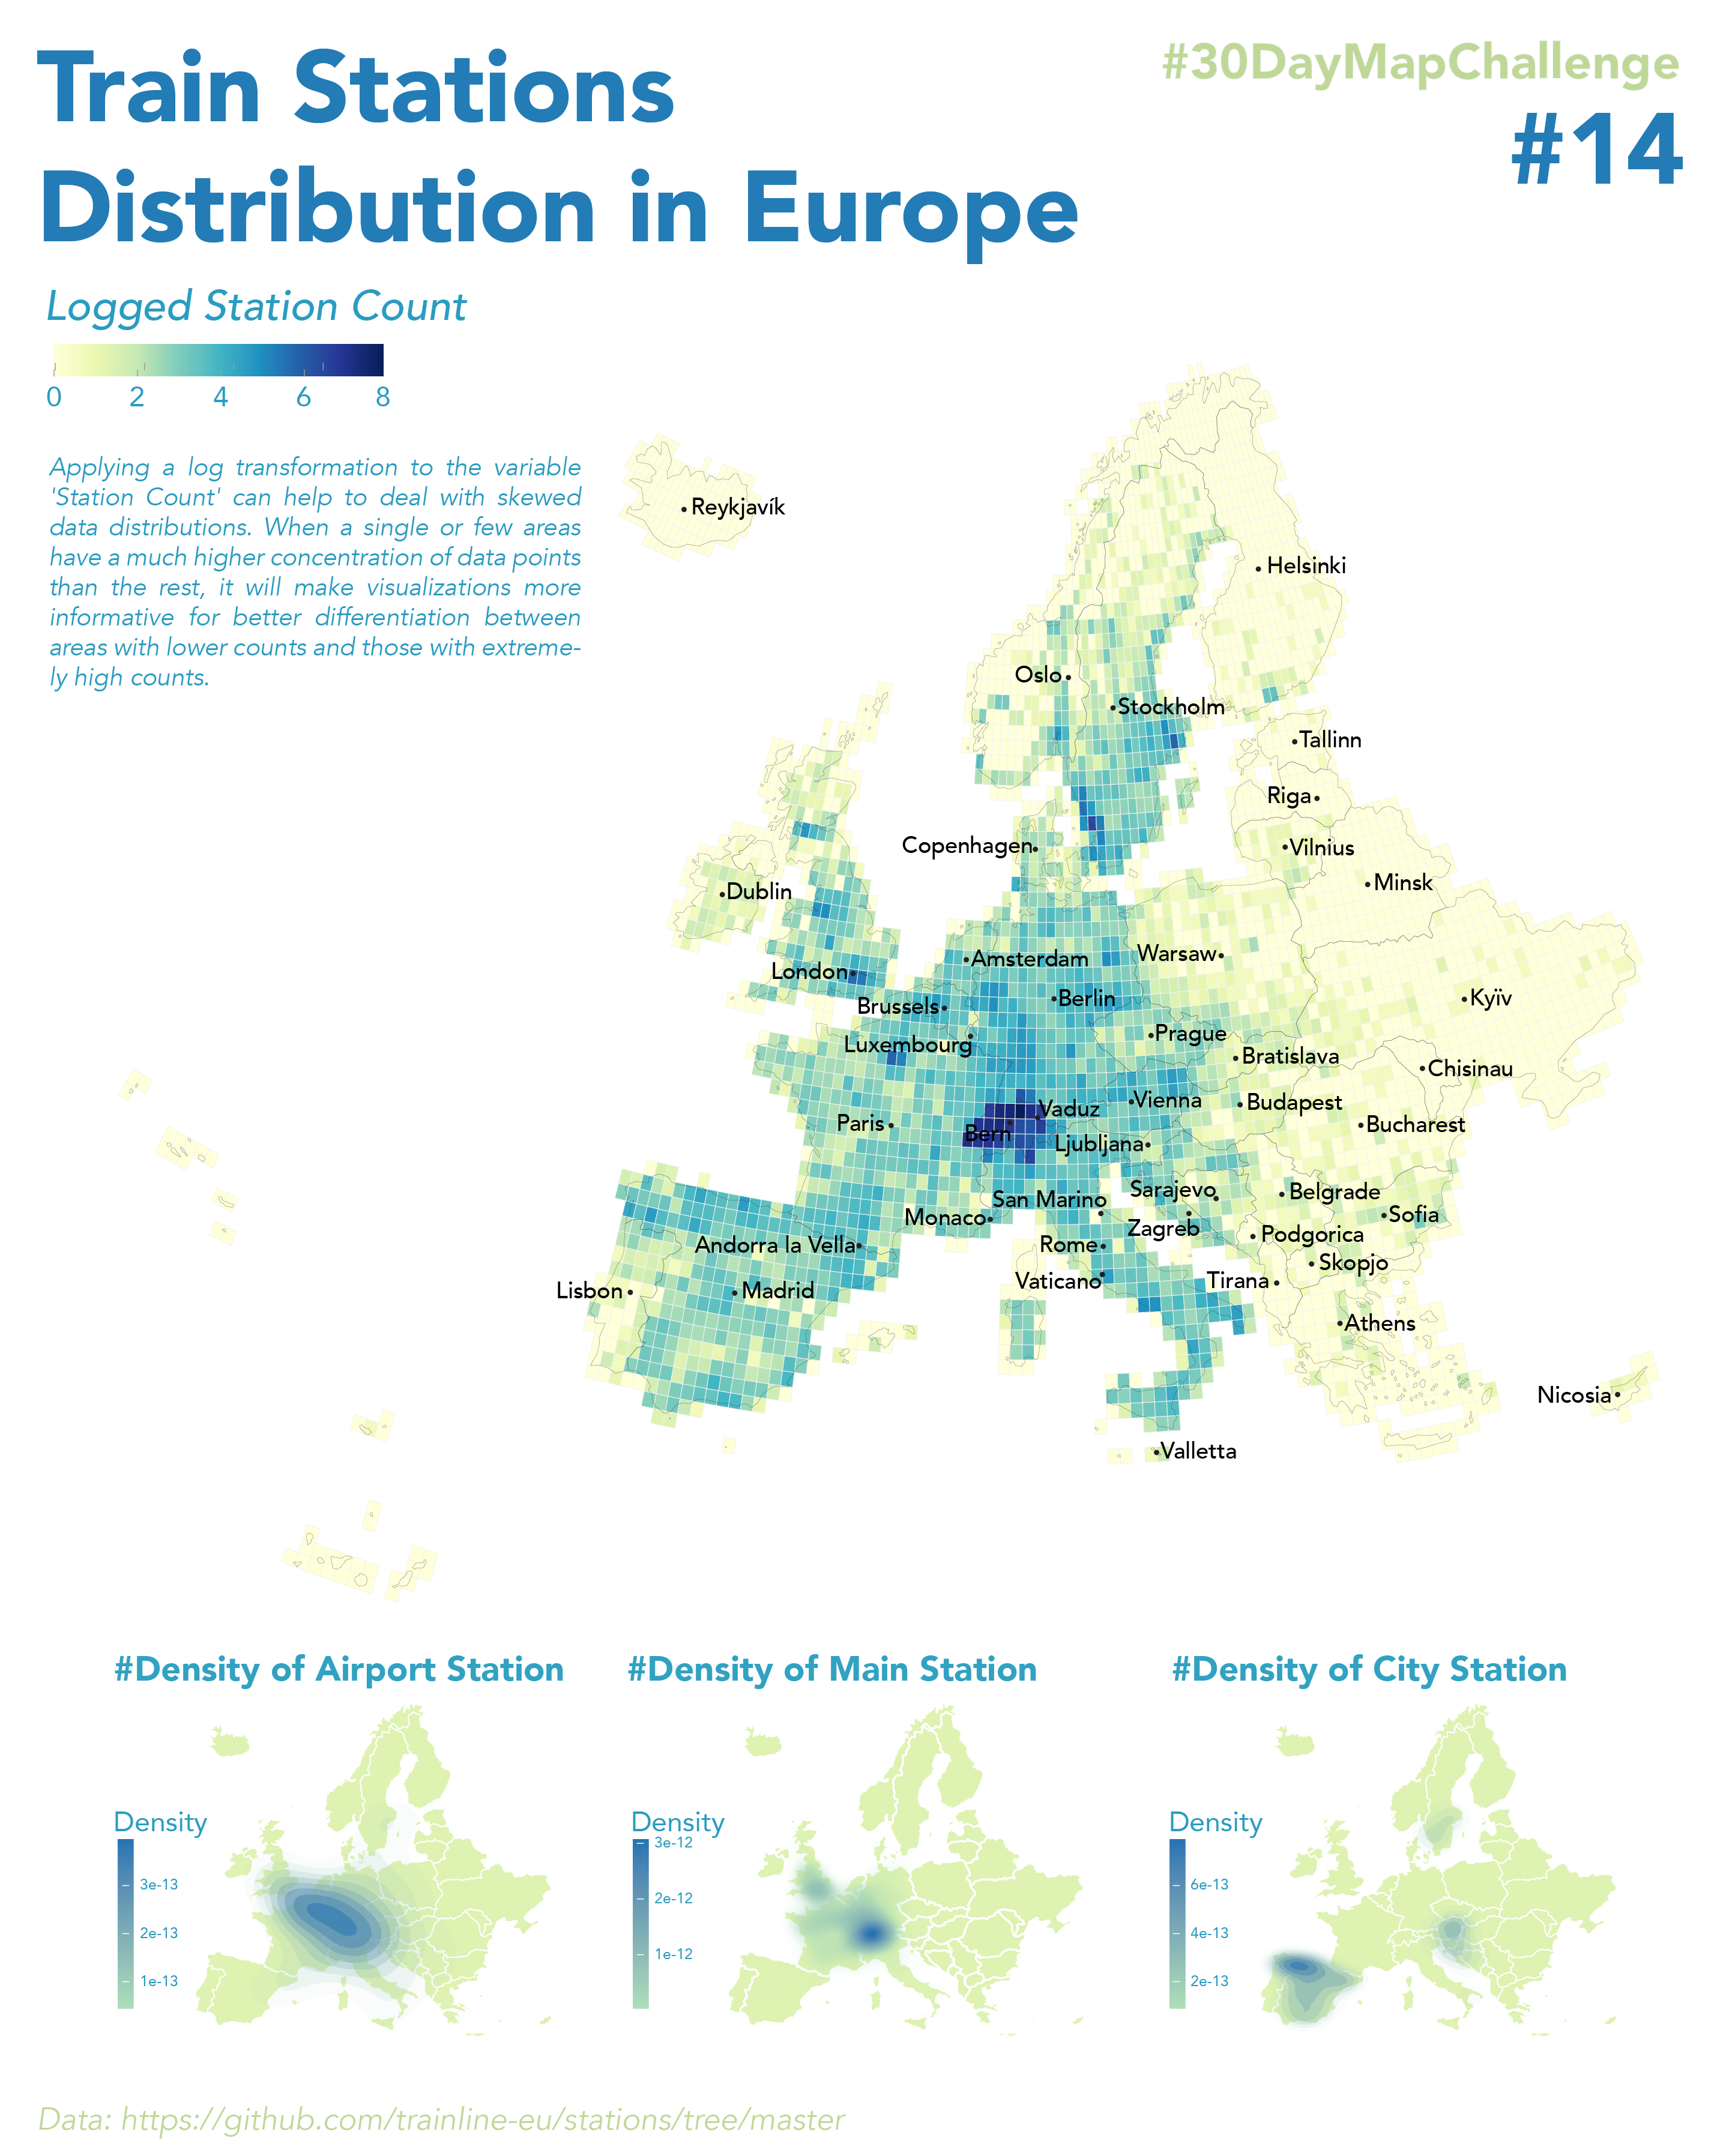 Train Stations
Distribution in Europe
#30DayMapChallenge
#14
Logged Station Count
0 2 4 6 8
Applying a log transformation to the variable
'Station Count' can help to deal with skewed
data distributions. When a single or few areas
have a much higher concentration of data points
than the rest, it will make visualizations more
informative for better differentiation between
areas with lower counts and those with extreme-
ly high counts.
Reykjavík
Helsinki
Oslo
Stockholm
Tallinn
Riga
Copenhagen
Vilnius
Minsk
Dublin
Warsaw
Amsterdam
London
Berlin
Kyïv
Brussels
Prague
Luxembourg
Bratislava
Chisinau
Vienna
Budapest
Vaduz
Paris
Bucharest
Bern
Ljubljana
Sarajevo
Belgrade
San Marino
Sofia
Monaco
Zagreb
Podgorica
Andorra la Vella
Rome
Skopjo
Vaticano
Tirana
Lisbon
Madrid
Athens
Nicosia
Valletta
#Density of Airport Station
Density
3e-13
2e-13
1e-13
#Density of Main Station
Density
3e-12
2e-12
1e-12
#Density of City Station
Density
6e-13
4e-13
2e-13
Data: https://github.com/trainline-eu/stations/tree/master